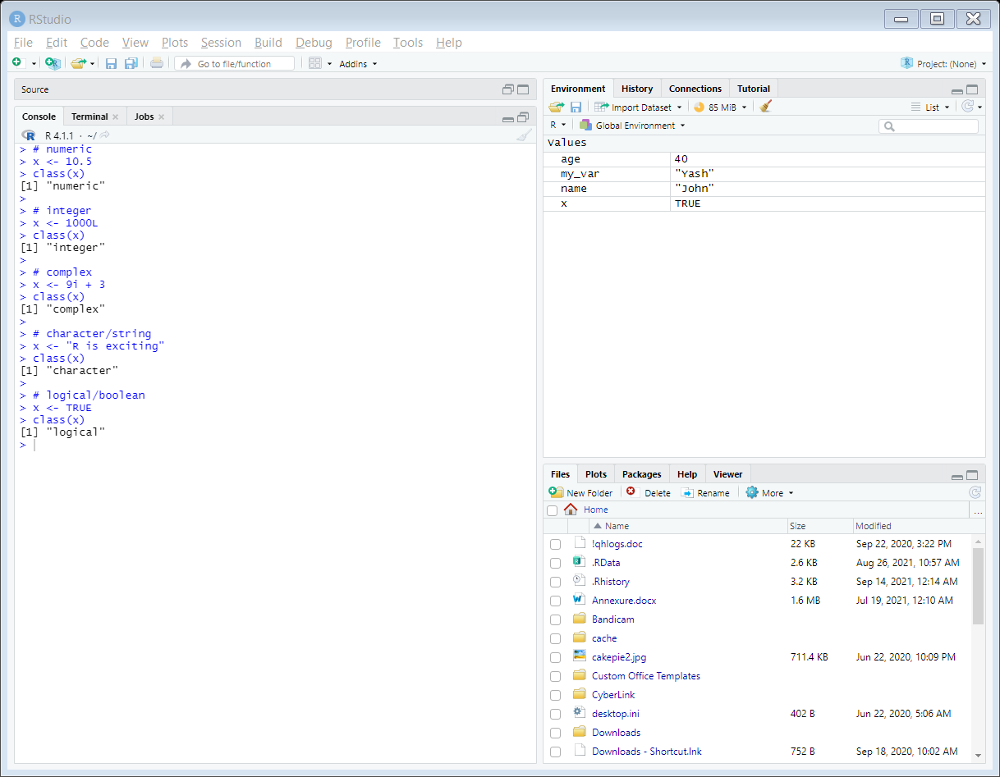 RStudio
File Edit Code View Plots Session Build Debug Profile Tools Help
Go to file/function Addins Project: (None)
Source
Console Terminal Jobs
R 4.1.1 · ~/
> # numeric
> x <- 10.5
> class(x)
[1] "numeric"
>
> # integer
> x <- 1000L
> class(x)
[1] "integer"
>
> # complex
> x <- 9i + 3
> class(x)
[1] "complex"
>
> # character/string
> x <- "R is exciting"
> class(x)
[1] "character"
>
> # logical/boolean
> x <- TRUE
> class(x)
[1] "logical"
>
Environment History Connections Tutorial
Import Dataset 85 MiB List
R Global Environment
Values
age 40
my_var "Yash"
name "John"
x TRUE
Files Plots Packages Help Viewer
New Folder Delete Rename More
Home ...
Name Size Modified
!qhlogs.doc 22 KB Sep 22, 2020, 3:22 PM
.RData 2.6 KB Aug 26, 2021, 10:57 AM
.Rhistory 3.2 KB Sep 14, 2021, 12:14 AM
Annexure.docx 1.6 MB Jul 19, 2021, 12:10 AM
Bandicam
cache
cakepie2.jpg 711.4 KB Jun 22, 2020, 10:09 PM
Custom Office Templates
CyberLink
desktop.ini 402 B Jun 22, 2020, 5:06 AM
Downloads
Downloads - Shortcut.lnk 752 B Sep 18, 2020, 10:02 AM